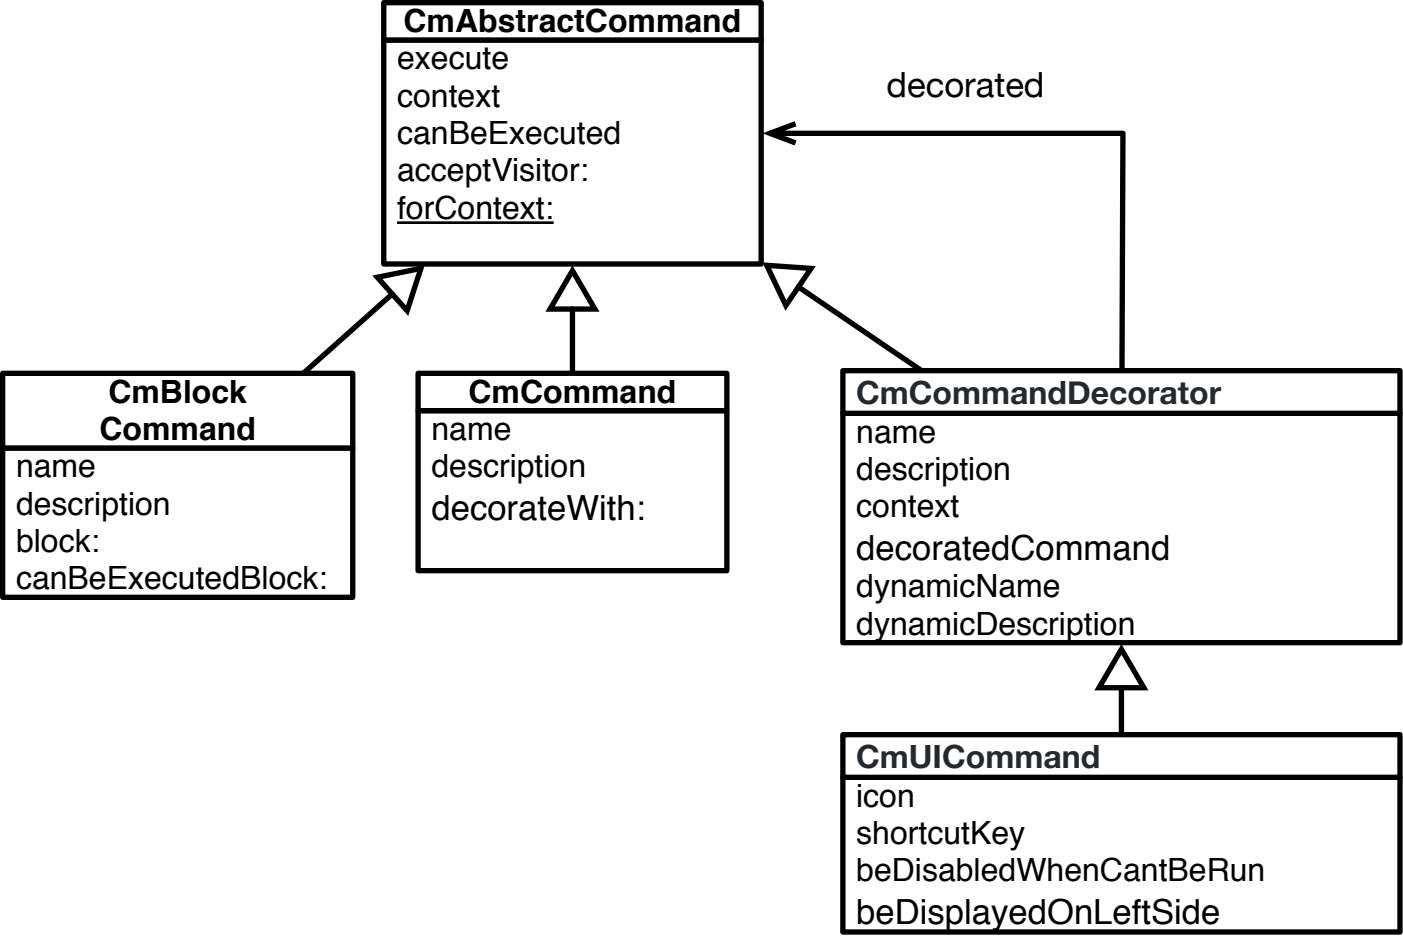 CmAbstractCommand
execute
context
canBeExecuted
acceptVisitor:
forContext:
decorated
CmBlock
Command
name
description
block:
canBeExecutedBlock:
CmCommand
name
description
decorateWith:
CmCommandDecorator
name
description
context
decoratedCommand
dynamicName
dynamicDescription
CmUICommand
icon
shortcutKey
beDisabledWhenCantBeRun
beDisplayedOnLeftSide